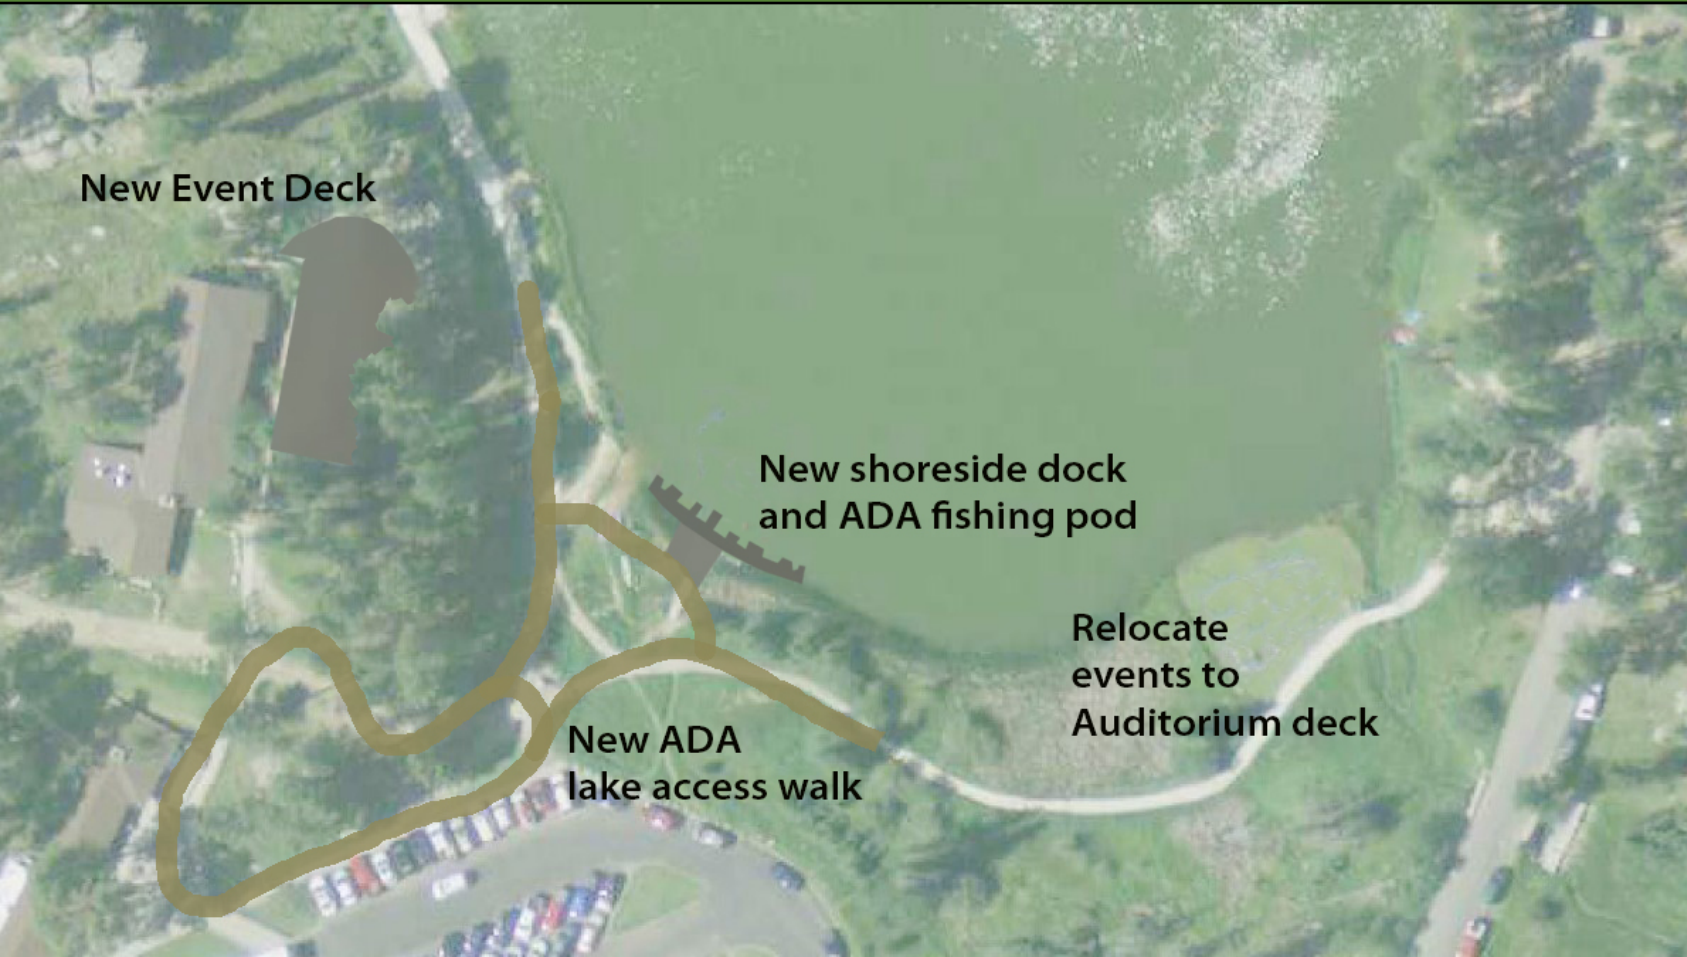 New Event Deck
New shoreside dock
and ADA fishing pod
Relocate
events to
Auditorium deck
New ADA
lake access walk